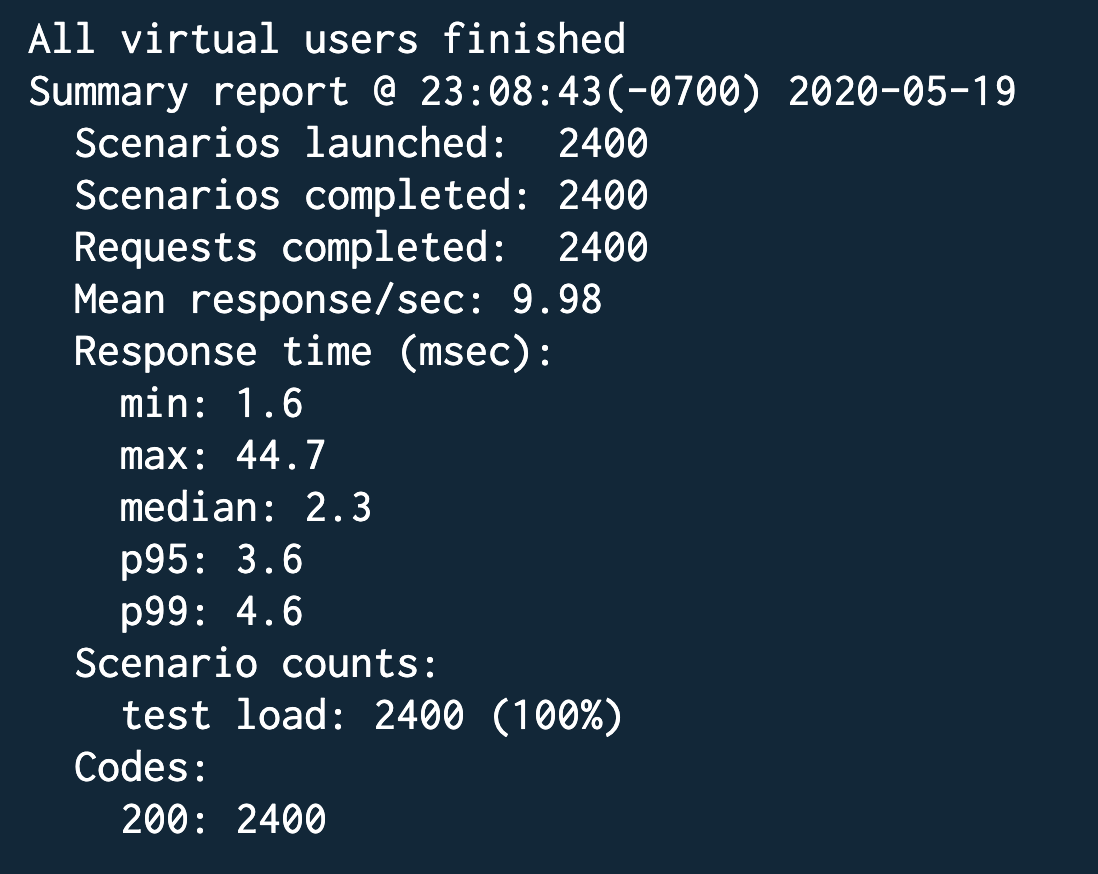 All virtual users finished
Summary report @ 23:08:43(-0700) 2020-05-19
  Scenarios launched:  2400
  Scenarios completed: 2400
  Requests completed:  2400
  Mean response/sec: 9.98
  Response time (msec):
    min: 1.6
    max: 44.7
    median: 2.3
    p95: 3.6
    p99: 4.6
  Scenario counts:
    test load: 2400 (100%)
  Codes:
    200: 2400